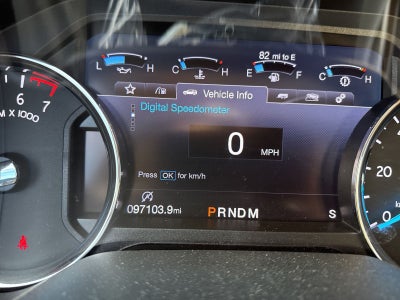 82 mi to E
L H C H E F C H
Vehicle Info
Digital Speedometer
6 7
M X 1000
0 MPH
20
Press OK for km/h
0
097103.9mi PRNDM S